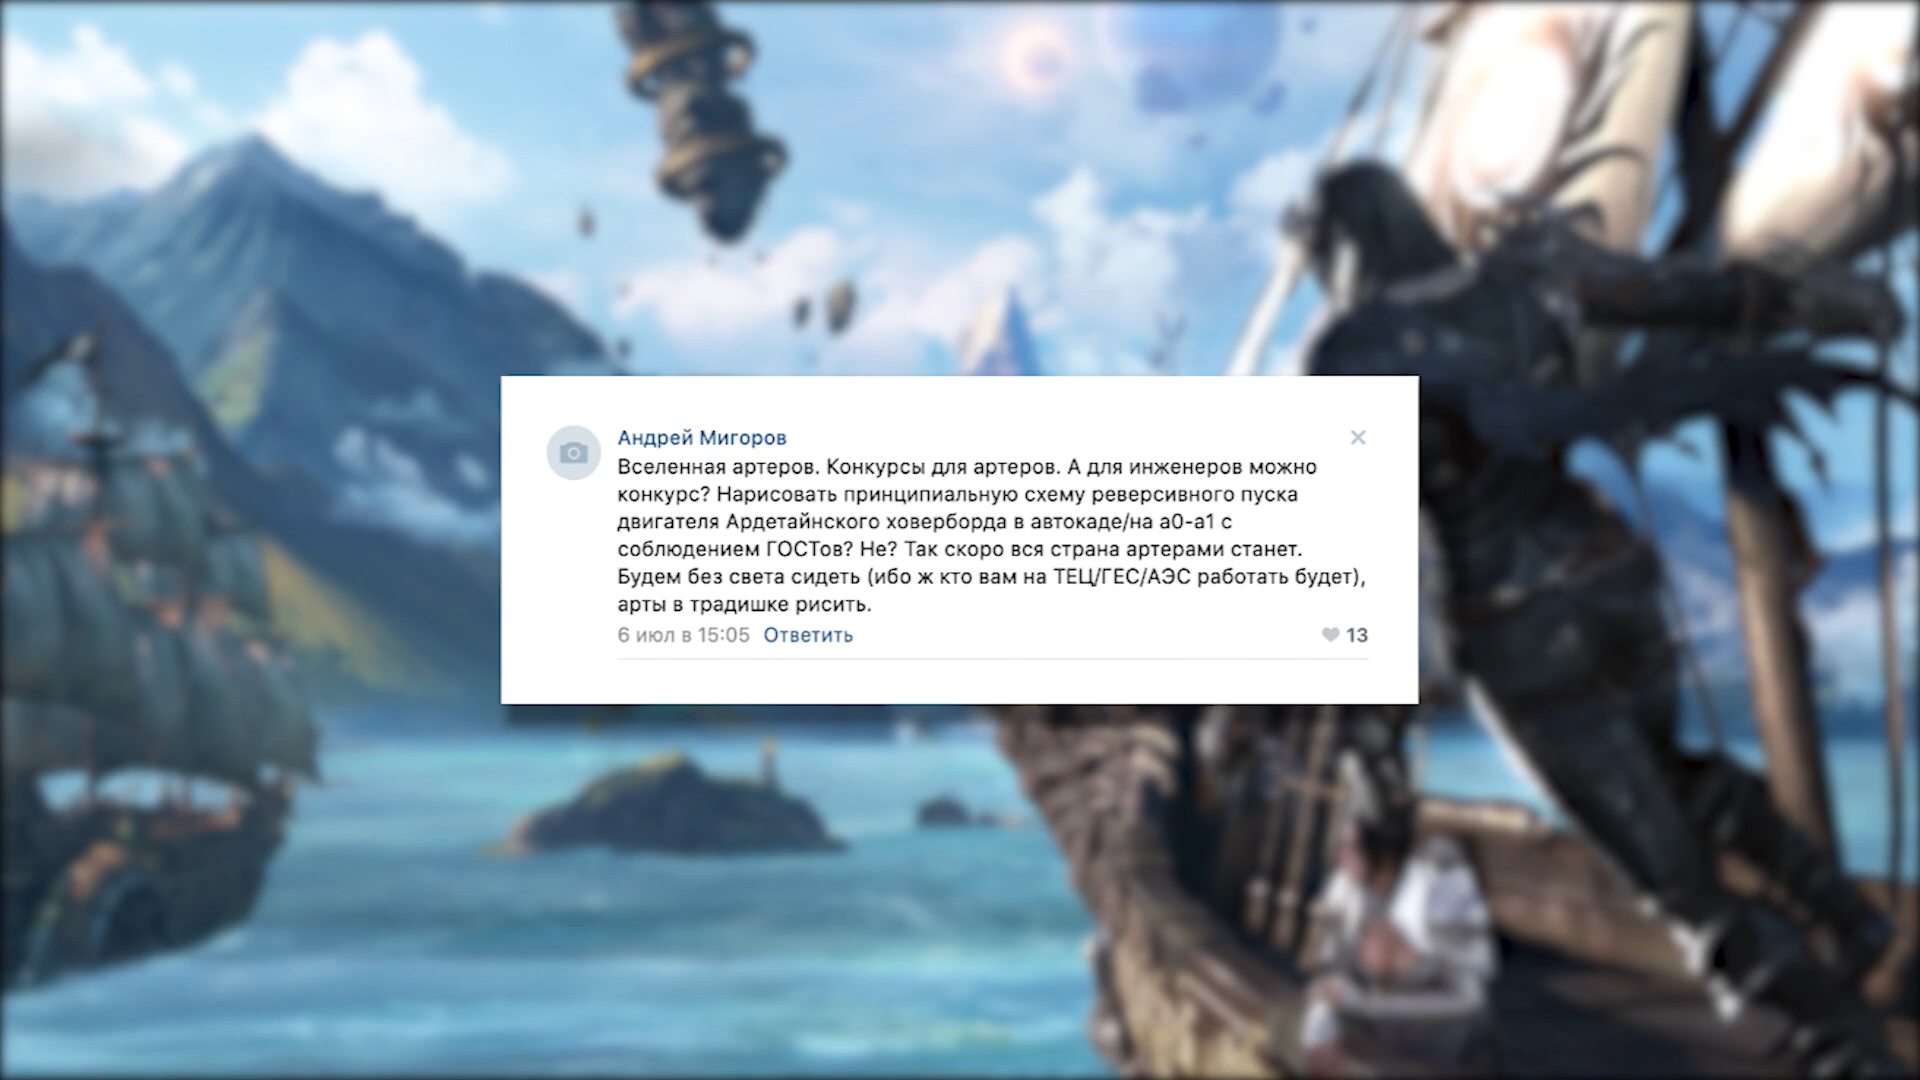 Андрей Мигоров
Вселенная артеров. Конкурсы для артеров. А для инженеров можно
конкурс? Нарисовать принципиальную схему реверсивного пуска
двигателя Ардетайнского ховерборда в автокаде/на а0-а1 с
соблюдением ГОСТов? Не? Так скоро вся страна артерами станет.
Будем без света сидеть (ибо ж кто вам на ТЕЦ/ГЕС/АЭС работать будет),
арты в традишке рисить.
6 июл в 15:05 Ответить 13